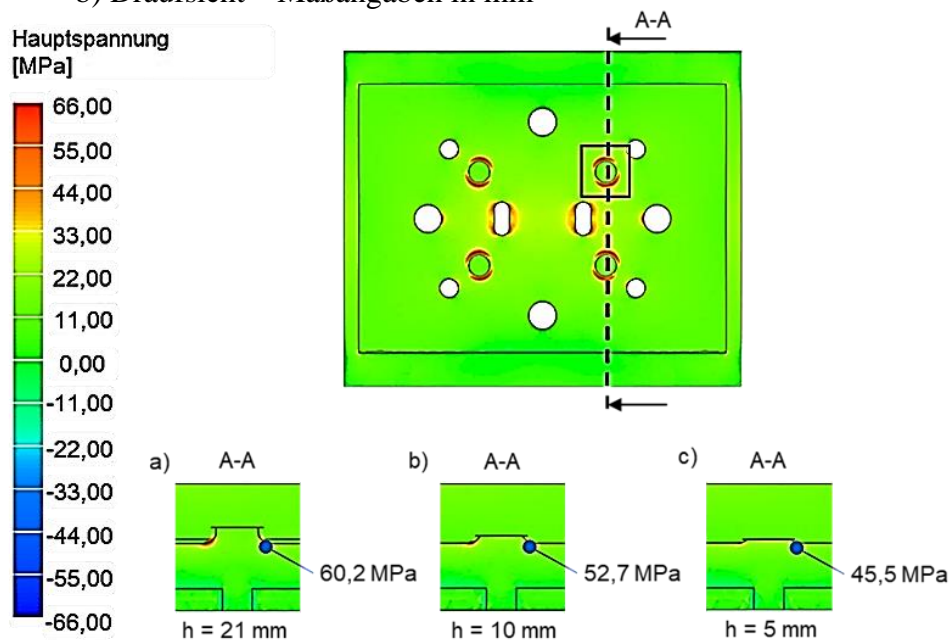 b) Draufsicht – Maßangaben in mm
Hauptspannung
[MPa]
66,00
55,00
44,00
33,00
22,00
11,00
0,00
-11,00
-22,00
-33,00
-44,00
-55,00
-66,00
A-A
a) A-A
60,2 MPa
h = 21 mm
b) A-A
52,7 MPa
h = 10 mm
c) A-A
45,5 MPa
h = 5 mm